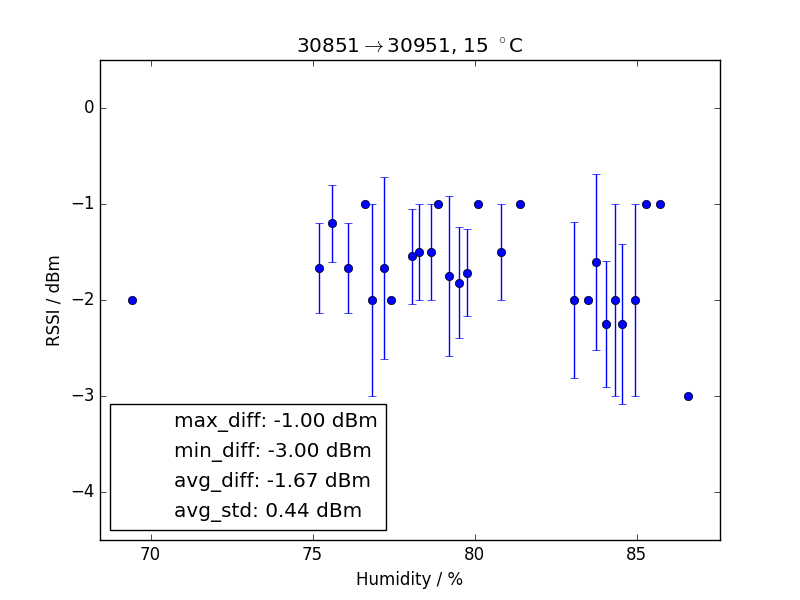 30851→30951, 15 °C
0
−1
−2
−3
−4
RSSI / dBm
max_diff: -1.00 dBm
min_diff: -3.00 dBm
avg_diff: -1.67 dBm
avg_std: 0.44 dBm
70 75 80 85
Humidity / %